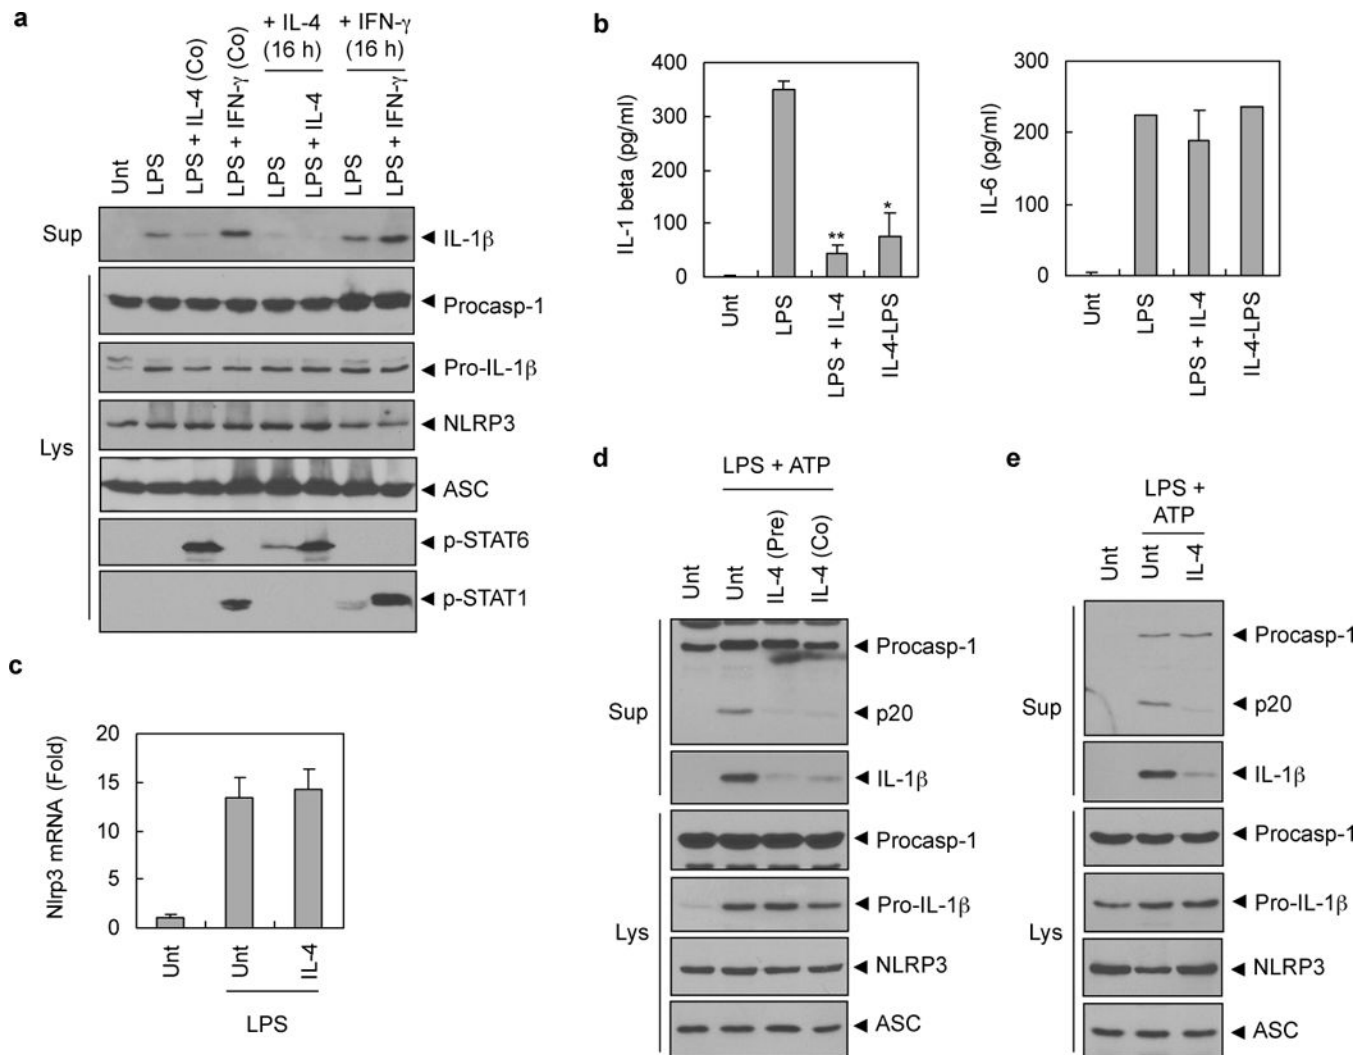 a
Unt
LPS
LPS + IL-4 (Co)
LPS + IFN-γ (Co)
+ IL-4
(16 h)
LPS
LPS + IL-4
+ IFN-γ
(16 h)
LPS
LPS + IFN-γ
Sup
IL-1β
Lys
Procasp-1
Pro-IL-1β
NLRP3
ASC
p-STAT6
p-STAT1
b
IL-1 beta (pg/ml)
400
300
200
100
0
**
*
Unt
LPS
LPS + IL-4
IL-4-LPS
IL-6 (pg/ml)
300
200
100
0
Unt
LPS
LPS + IL-4
IL-4-LPS
c
Nlrp3 mRNA (Fold)
20
15
10
5
0
Unt
Unt
IL-4
LPS
d
LPS + ATP
Unt
Unt
IL-4 (Pre)
IL-4 (Co)
Sup
Procasp-1
p20
IL-1β
Lys
Procasp-1
Pro-IL-1β
NLRP3
ASC
e
LPS +
ATP
Unt
Unt
IL-4
Sup
Procasp-1
p20
IL-1β
Lys
Procasp-1
Pro-IL-1β
NLRP3
ASC